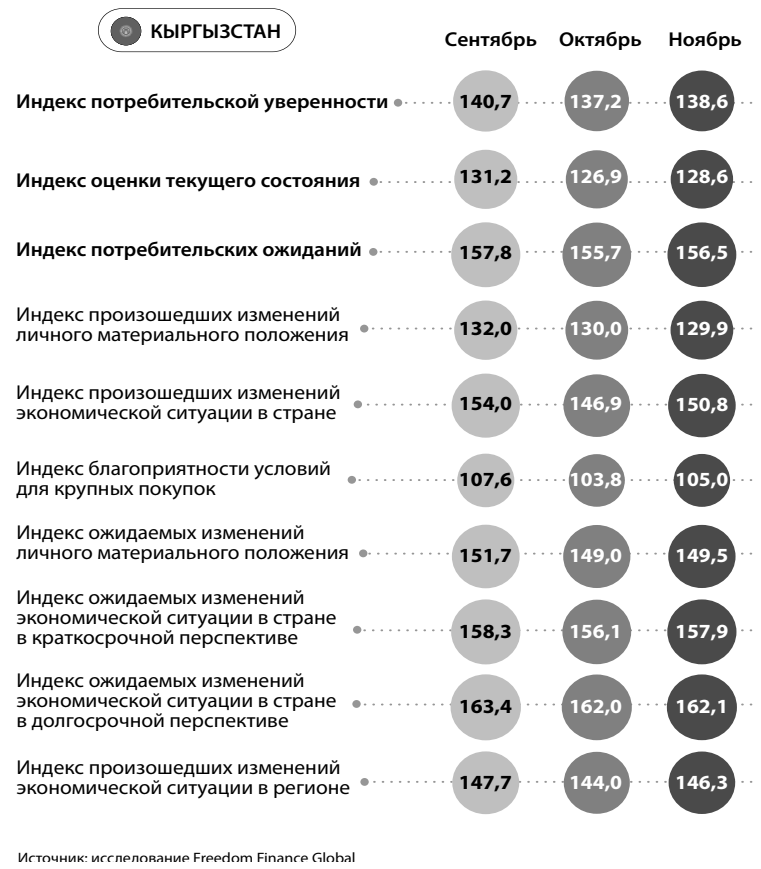 КЫРГЫЗСТАН
Сентябрь Октябрь Ноябрь
Индекс потребительской уверенности 140,7 137,2 138,6
Индекс оценки текущего состояния 131,2 126,9 128,6
Индекс потребительских ожиданий 157,8 155,7 156,5
Индекс произошедших изменений
личного материального положения 132,0 130,0 129,9
Индекс произошедших изменений
экономической ситуации в стране 154,0 146,9 150,8
Индекс благоприятности условий
для крупных покупок 107,6 103,8 105,0
Индекс ожидаемых изменений
личного материального положения 151,7 149,0 149,5
Индекс ожидаемых изменений
экономической ситуации в стране
в краткосрочной перспективе 158,3 156,1 157,9
Индекс ожидаемых изменений
экономической ситуации в стране
в долгосрочной перспективе 163,4 162,0 162,1
Индекс произошедших изменений
экономической ситуации в регионе 147,7 144,0 146,3
Источник: исследование Freedom Finance Global